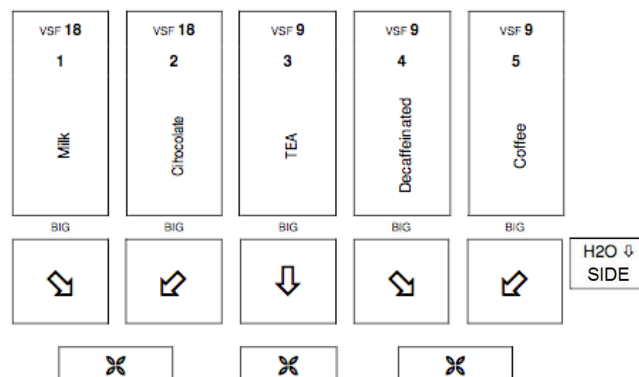 VSF 18 VSF 18 VSF 9 VSF 9 VSF 9
1 2 3 4 5
Milk Cihocolate TEA Decaffeinated Coffee
BIG BIG BIG BIG BIG
H2O ⇩
SIDE